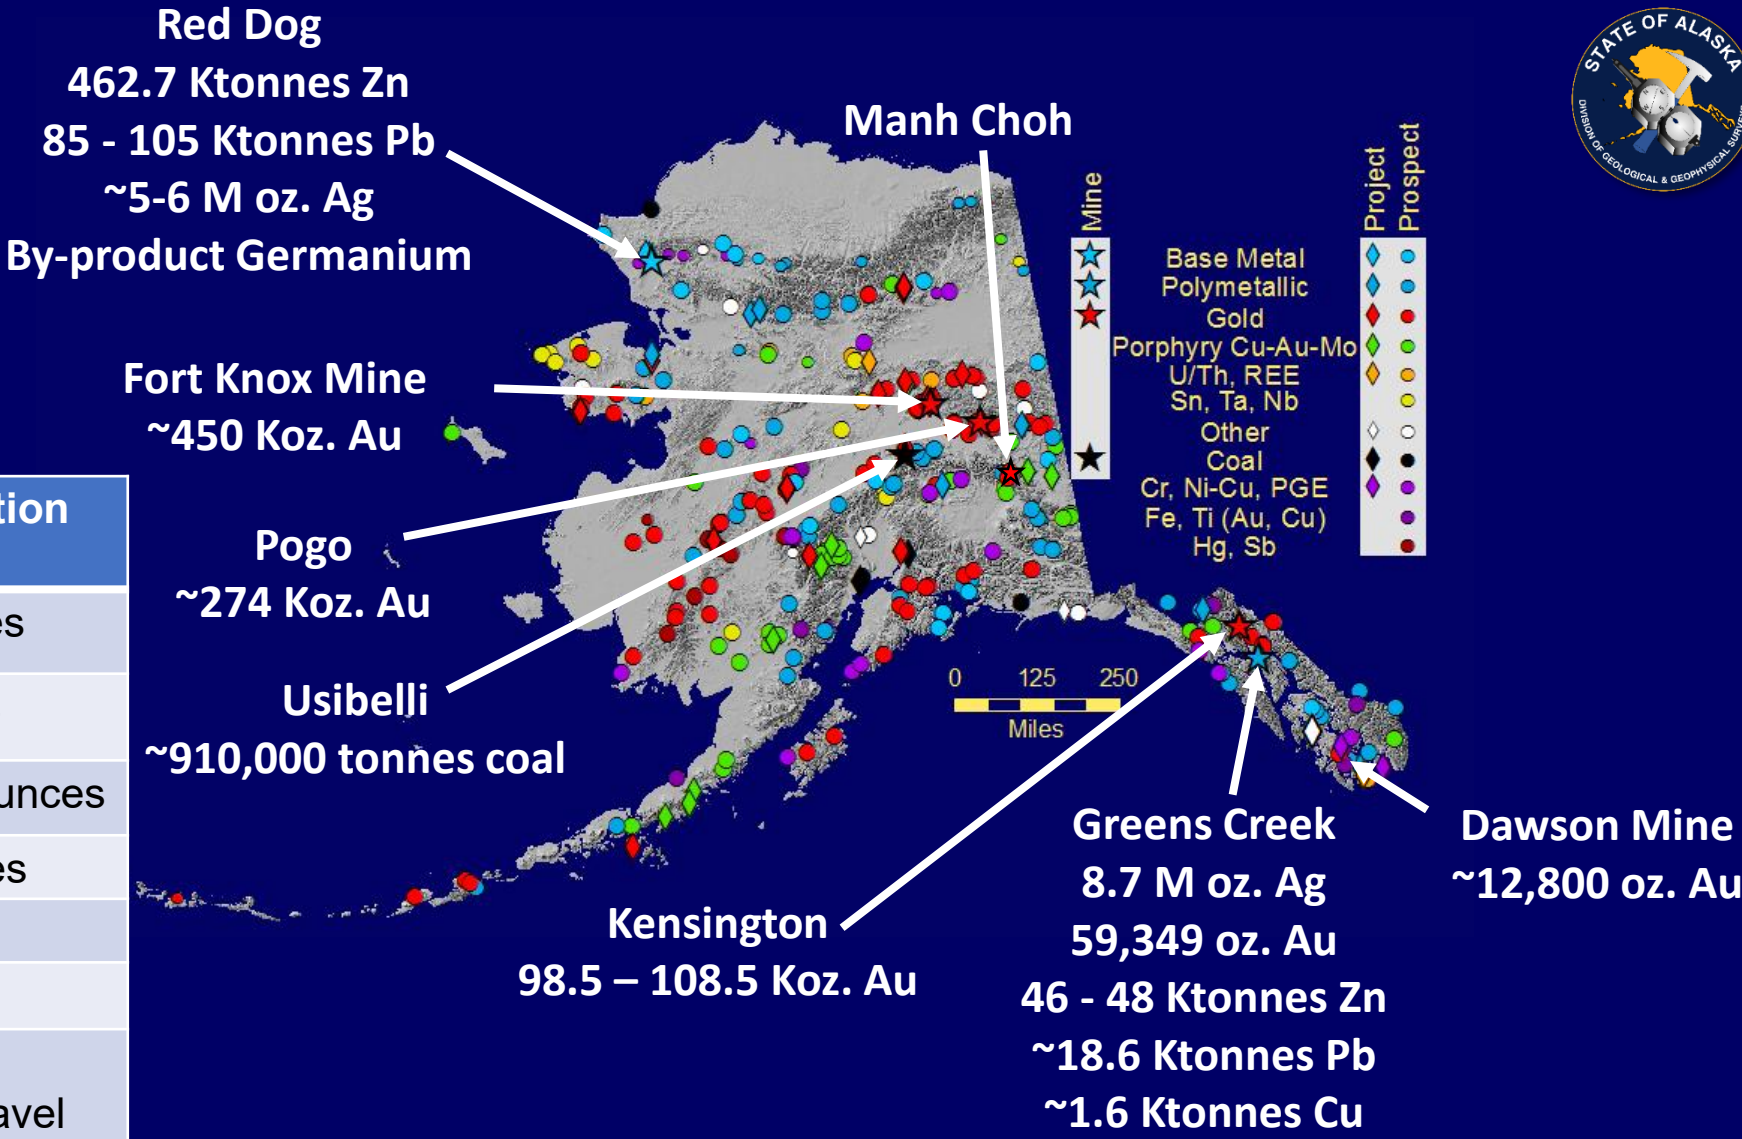 Red Dog
462.7 Ktonnes Zn
85 - 105 Ktonnes Pb
~5-6 M oz. Ag
By-product Germanium
Manh Choh
STATE OF ALASKA
DIVISION OF GEOLOGICAL & GEOPHYSICAL SURVEYS
Mine
Project
Prospect
Base Metal
Polymetallic
Gold
Porphyry Cu-Au-Mo
U/Th, REE
Sn, Ta, Nb
Other
Coal
Cr, Ni-Cu, PGE
Fe, Ti (Au, Cu)
Hg, Sb
Fort Knox Mine
~450 Koz. Au
Pogo
~274 Koz. Au
Usibelli
~910,000 tonnes coal
0 125 250
Miles
Kensington
98.5 – 108.5 Koz. Au
Greens Creek
8.7 M oz. Ag
59,349 oz. Au
46 - 48 Ktonnes Zn
~18.6 Ktonnes Pb
~1.6 Ktonnes Cu
Dawson Mine
~12,800 oz. Au
tion
es
unces
es
avel